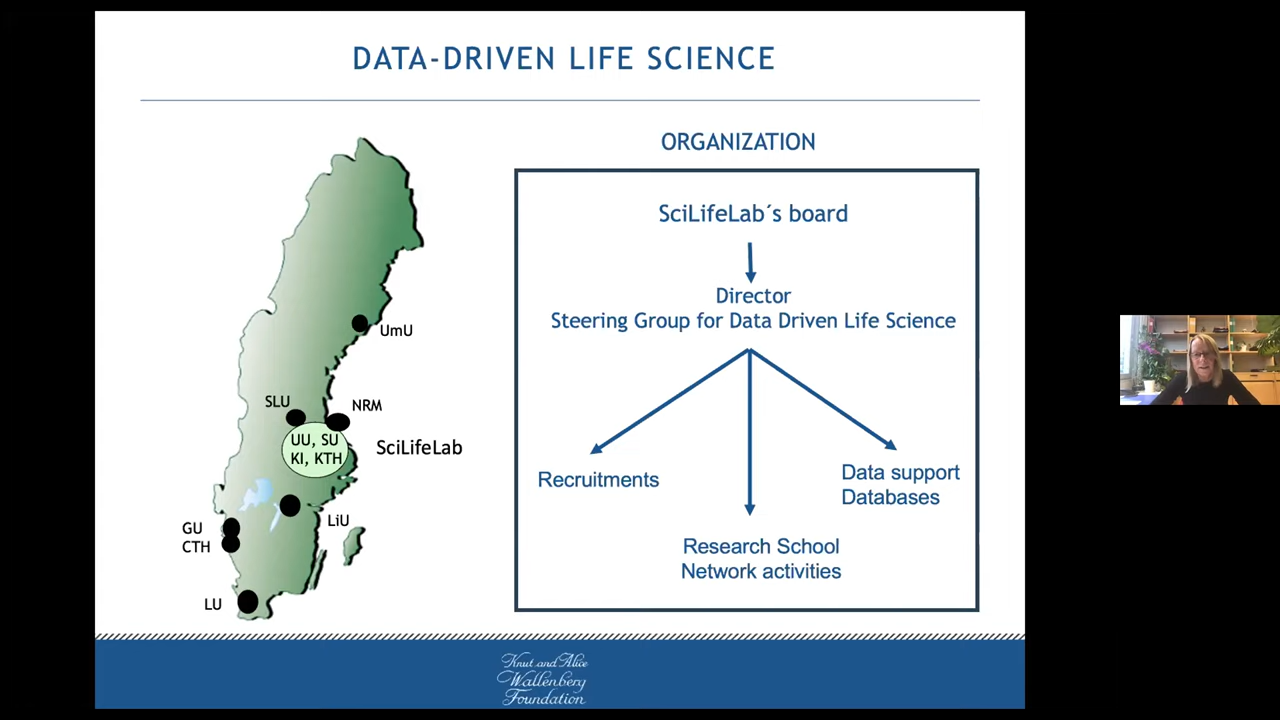 DATA-DRIVEN LIFE SCIENCE
ORGANIZATION
SciLifeLab´s board
Director
Steering Group for Data Driven Life Science
Recruitments
Data support
Databases
Research School
Network activities
UmU
SLU
NRM
UU, SU
KI, KTH
SciLifeLab
LiU
GU
CTH
LU
Knut and Alice
Wallenberg
Foundation